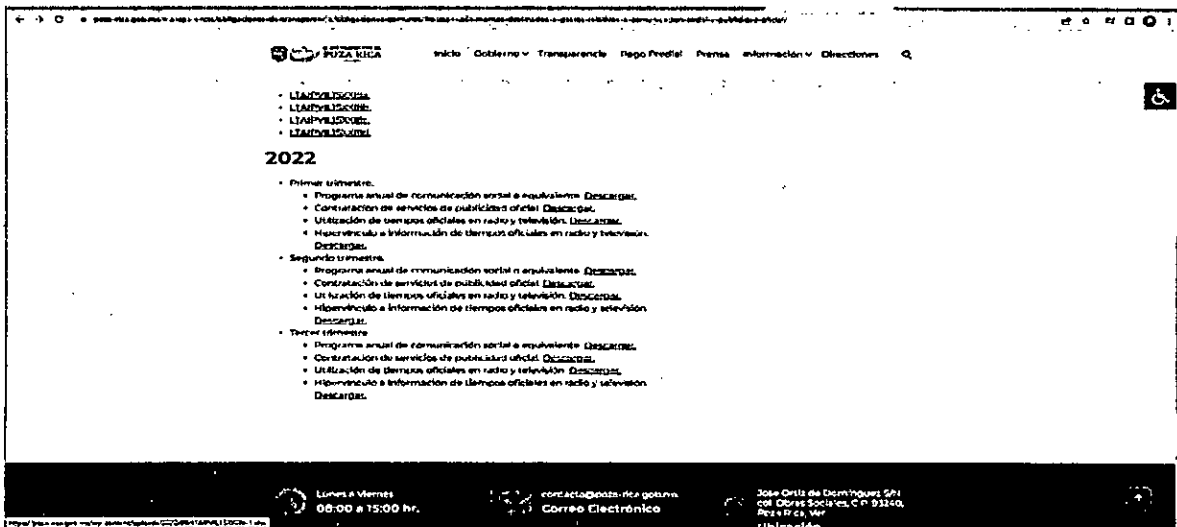 POZA RICA Inicio Gobierno Transparencia Pago Predial Prensa Información Direcciones
2022
Primer trimestre.
Programa anual de comunicación social o equivalente. Descargar.
Contratación de servicios de publicidad oficial. Descargar.
Utilización de tiempos oficiales en radio y televisión. Descargar.
Hipervínculo a información de tiempos oficiales en radio y televisión.
Descargar.
Segundo trimestre.
Programa anual de comunicación social o equivalente. Descargar.
Contratación de servicios de publicidad oficial. Descargar.
Utilización de tiempos oficiales en radio y televisión. Descargar.
Hipervínculo a información de tiempos oficiales en radio y televisión.
Descargar.
Tercer trimestre
Programa anual de comunicación social o equivalente. Descargar.
Contratación de servicios de publicidad oficial. Descargar.
Utilización de tiempos oficiales en radio y televisión. Descargar.
Hipervínculo a información de tiempos oficiales en radio y televisión.
Descargar.
Lunes a Viernes
08:00 a 15:00 hr.
Correo Electrónico
Jose Ortiz de Dominguez S/N
col. Obras Sociales, C.P. 93240,
Poza Rica, Ver
Ubicación